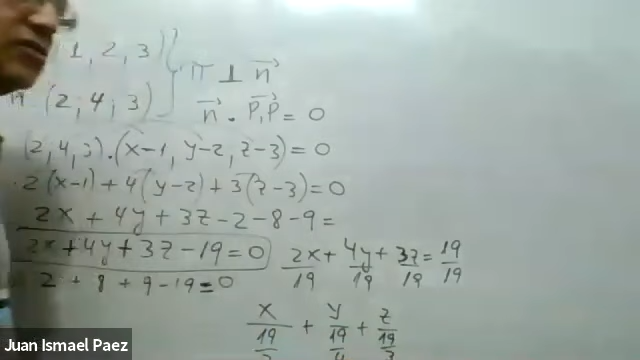 1, 2, 3)
π ⊥ n⃗
n (2, 4, 3)
n⃗ . P₁P⃗ = 0
(2, 4, 3).(x-1, y-2, z-3) = 0
2(x-1) + 4(y-2) + 3(z-3) = 0
2x + 4y + 3z - 2 - 8 - 9 =
2x + 4y + 3z - 19 = 0
2x/19 + 4y/19 + 3z/19 = 19/19
2 + 8 + 9 - 19 = 0
x/(19/2) + y/(19/4) + z/(19/3)
Juan Ismael Paez